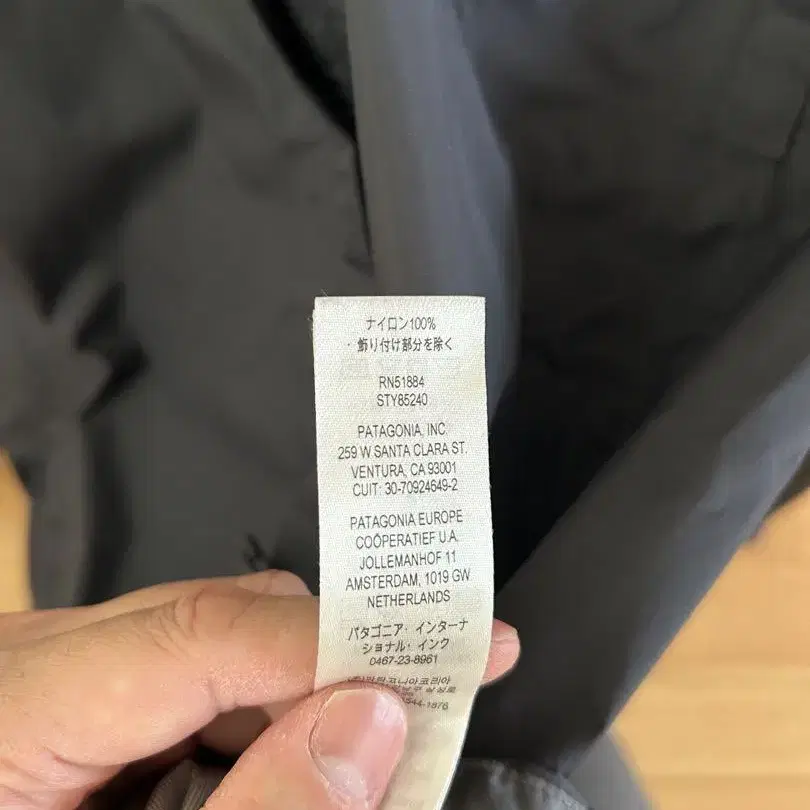 ナイロン100%
・飾り付け部分を除く
RN51884
STY85240
PATAGONIA, INC.
259 W SANTA CLARA ST.
VENTURA, CA 93001
CUIT: 30-70924649-2
PATAGONIA EUROPE
COÖPERATIEF U.A.
JOLLEMANHOF 11
AMSTERDAM, 1019 GW
NETHERLANDS
パタゴニア・インターナ
ショナル・インク
0467-23-8961
544-1876